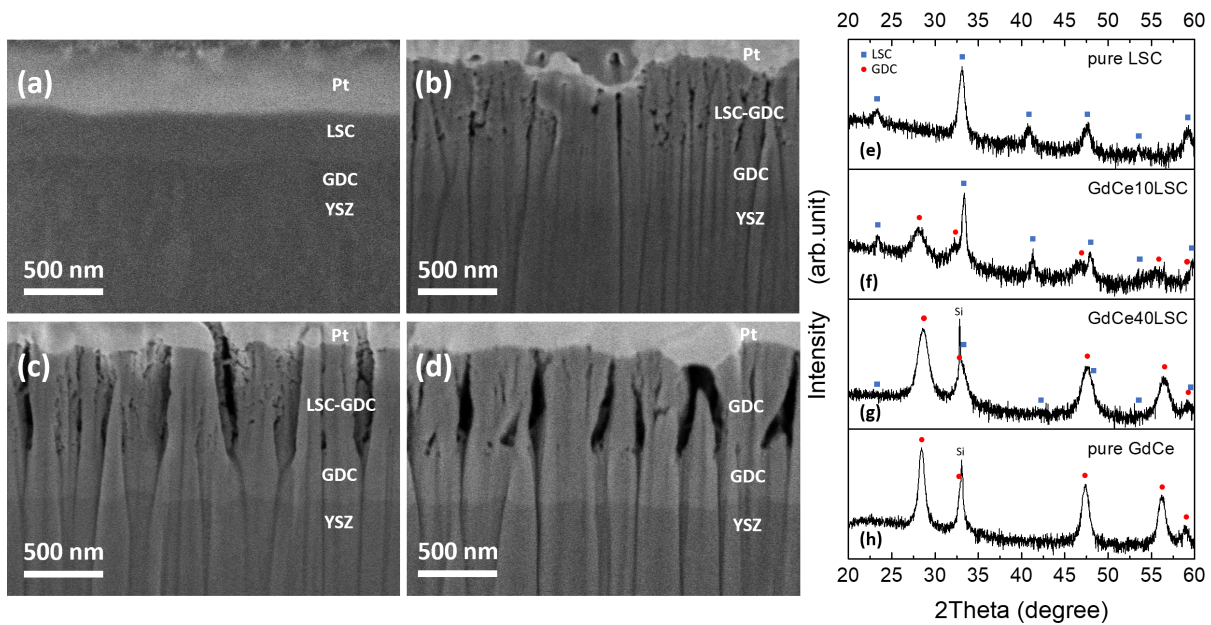 (a)
Pt
LSC
GDC
YSZ
500 nm
(b)
Pt
LSC-GDC
GDC
YSZ
500 nm
(c)
Pt
LSC-GDC
GDC
YSZ
500 nm
(d)
Pt
GDC
GDC
YSZ
500 nm
20 25 30 35 40 45 50 55 60
LSC
GDC
pure LSC
(e)
GdCe10LSC
(f)
GdCe40LSC
Si
(g)
pure GdCe
Si
(h)
Intensity (arb.unit)
20 25 30 35 40 45 50 55 60
2Theta (degree)